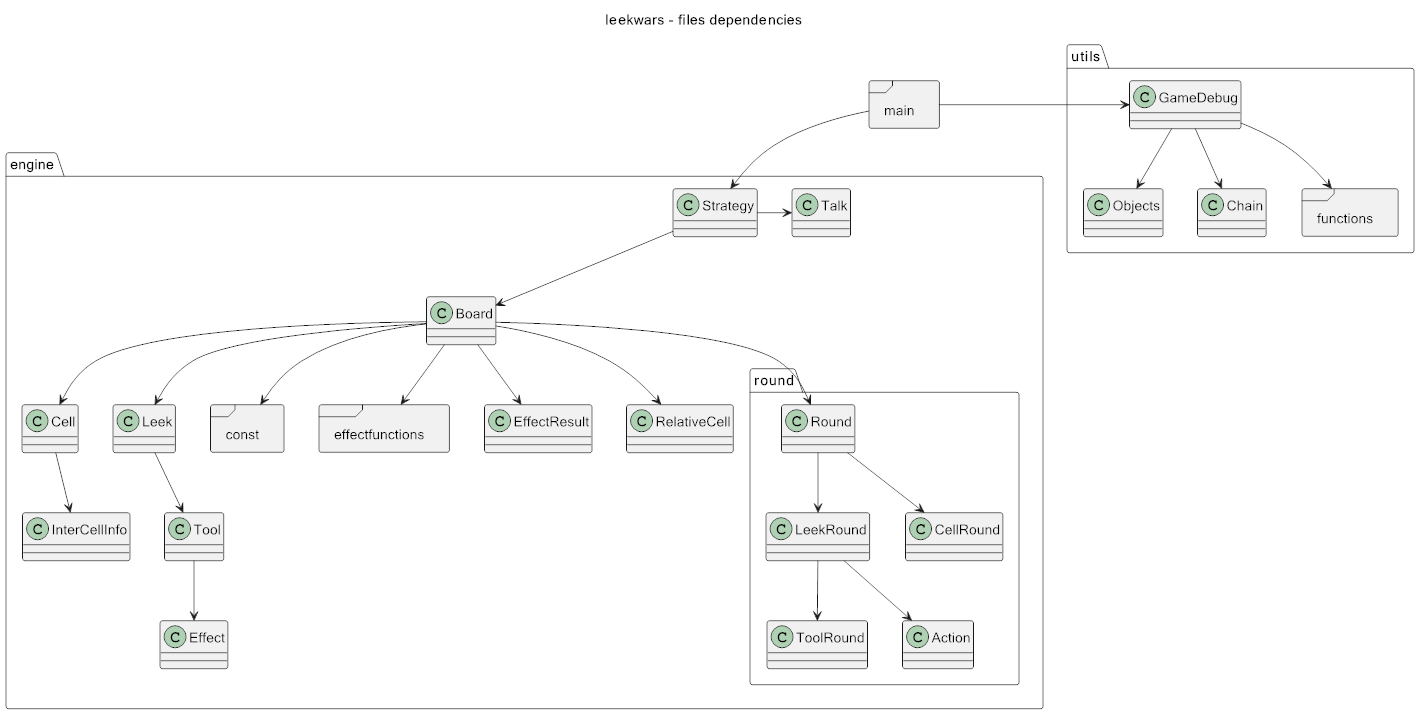 leekwars - files dependencies
utils
main
C GameDebug
engine
C Strategy
C Talk
C Objects
C Chain
functions
C Board
round
C Cell
C Leek
const
effectfunctions
C EffectResult
C RelativeCell
C Round
C InterCellInfo
C Tool
C LeekRound
C CellRound
C Effect
C ToolRound
C Action